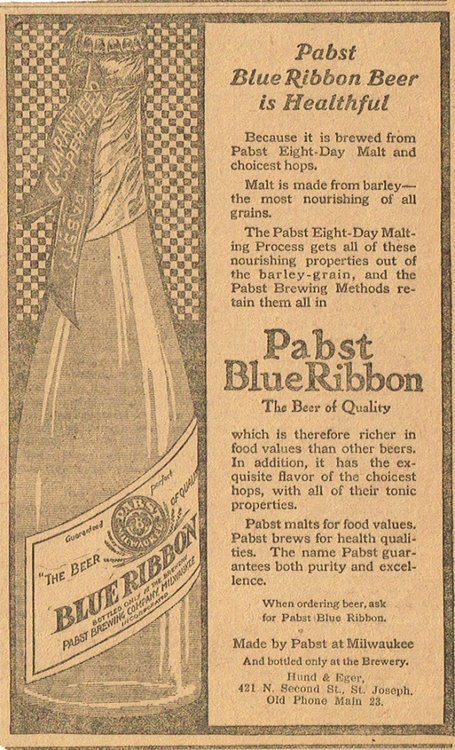 GUARANTEED
PERFECT
Pabst
Blue Ribbon Beer
is Healthful
Because it is brewed from
Pabst Eight-Day Malt and
choicest hops.
Malt is made from barley—
the most nourishing of all
grains.
The Pabst Eight-Day Malt-
ing Process gets all of these
nourishing properties out of
the barley-grain, and the
Pabst Brewing Methods re-
tain them all in
Pabst
Blue Ribbon
The Beer of Quality
which is therefore richer in
food values than other beers.
In addition, it has the ex-
quisite flavor of the choicest
hops, with all of their tonic
properties.
Pabst malts for food values.
Pabst brews for health quali-
ties. The name Pabst guar-
antees both purity and excel-
lence.
When ordering beer, ask
for Pabst Blue Ribbon.
Made by Pabst at Milwaukee
And bottled only at the Brewery.
Hund & Eger,
421 N. Second St., St. Joseph.
Old Phone Main 23.
Guaranteed perfect
PABST
B
MILWAUKEE
"THE BEER OF QUALITY
BLUE RIBBON
BOTTLED ONLY AT THE BREWERY
PABST BREWING COMPANY MILWAUKEE
INCORPORATED